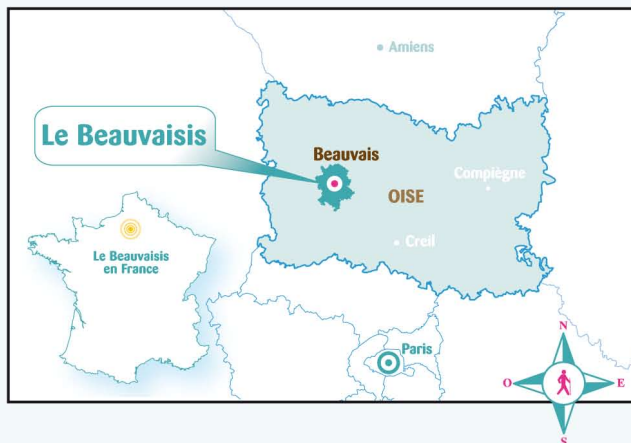 Amiens
Le Beauvaisis
Beauvais
Compiègne
OISE
Creil
Le Beauvaisis
en France
Paris
N
O
E
S